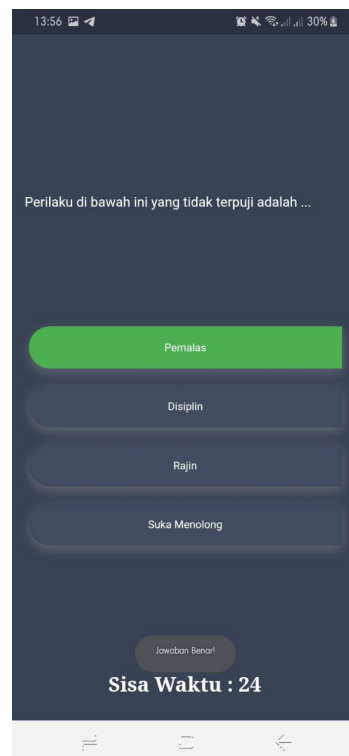 13:56 30%
Perilaku di bawah ini yang tidak terpuji adalah ...
Pemalas
Disiplin
Rajin
Suka Menolong
Jawaban Benar!
Sisa Waktu : 24